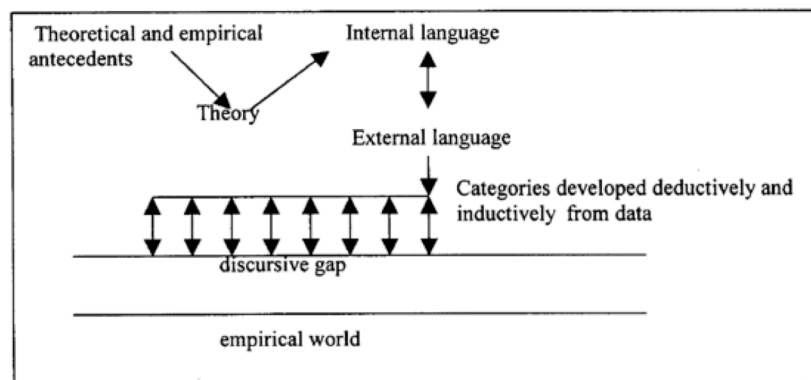 Theoretical and empirical
antecedents
Internal language
Theory
External language
Categories developed deductively and
inductively from data
discursive gap
empirical world